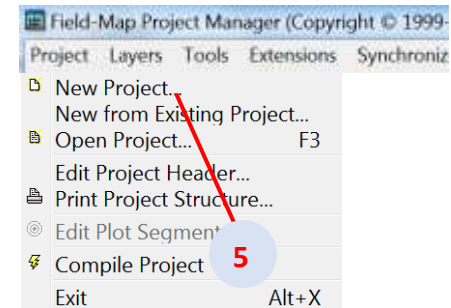 Field-Map Project Manager (Copyright © 1999-
Project Layers Tools Extensions Synchroniz
New Project...
New from Existing Project...
Open Project... F3
Edit Project Header...
Print Project Structure...
Edit Plot Segment
Compile Project 5
Exit Alt+X